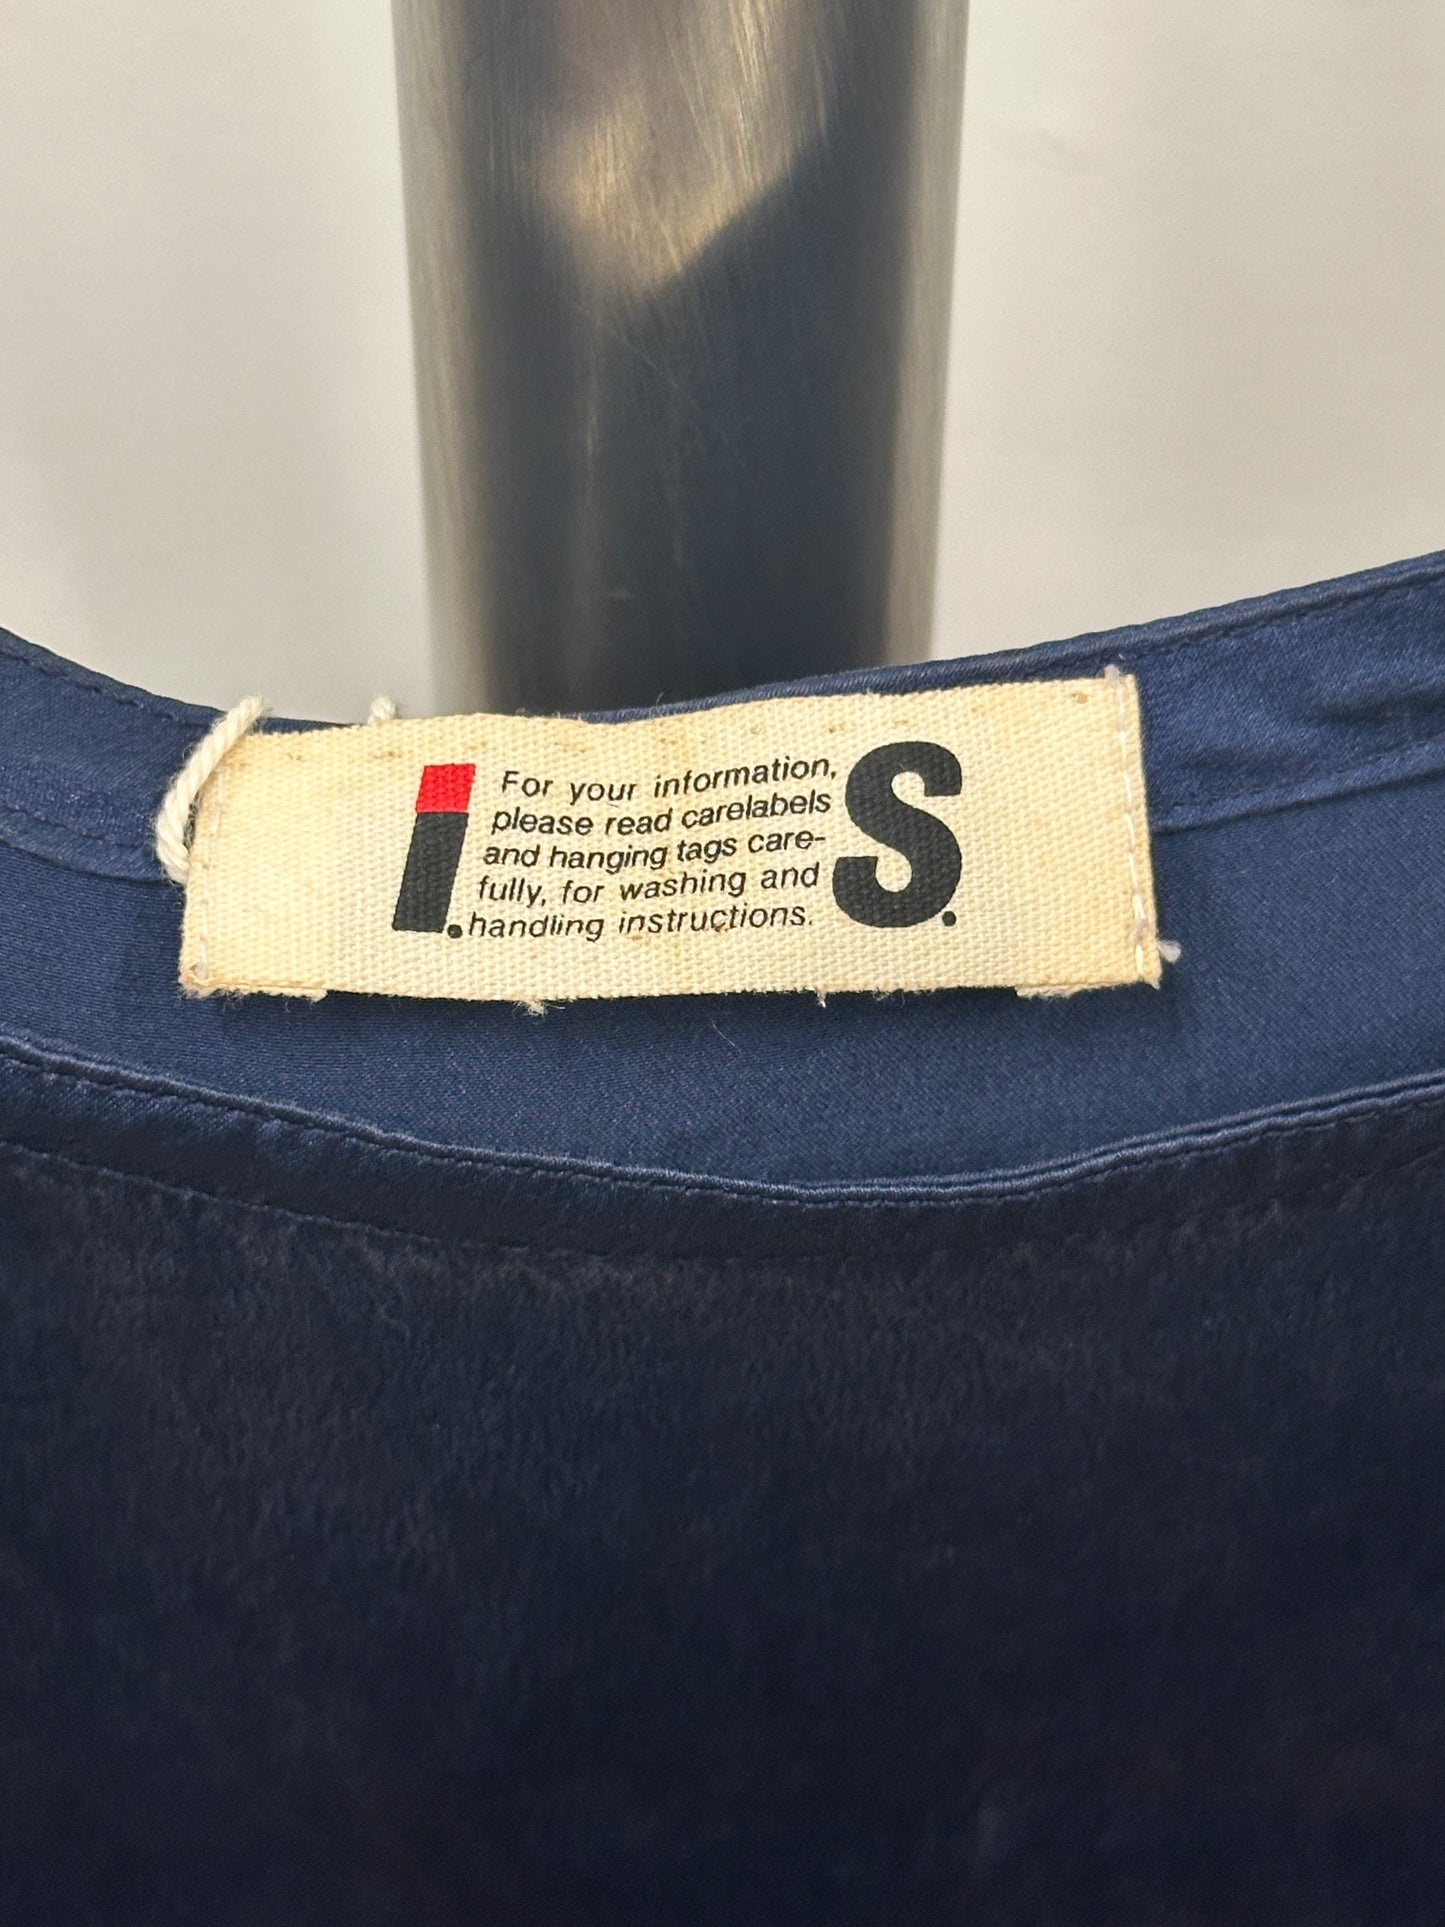 I.S.
For your information,
please read carelabels
and hanging tags care-
fully, for washing and
handling instructions.